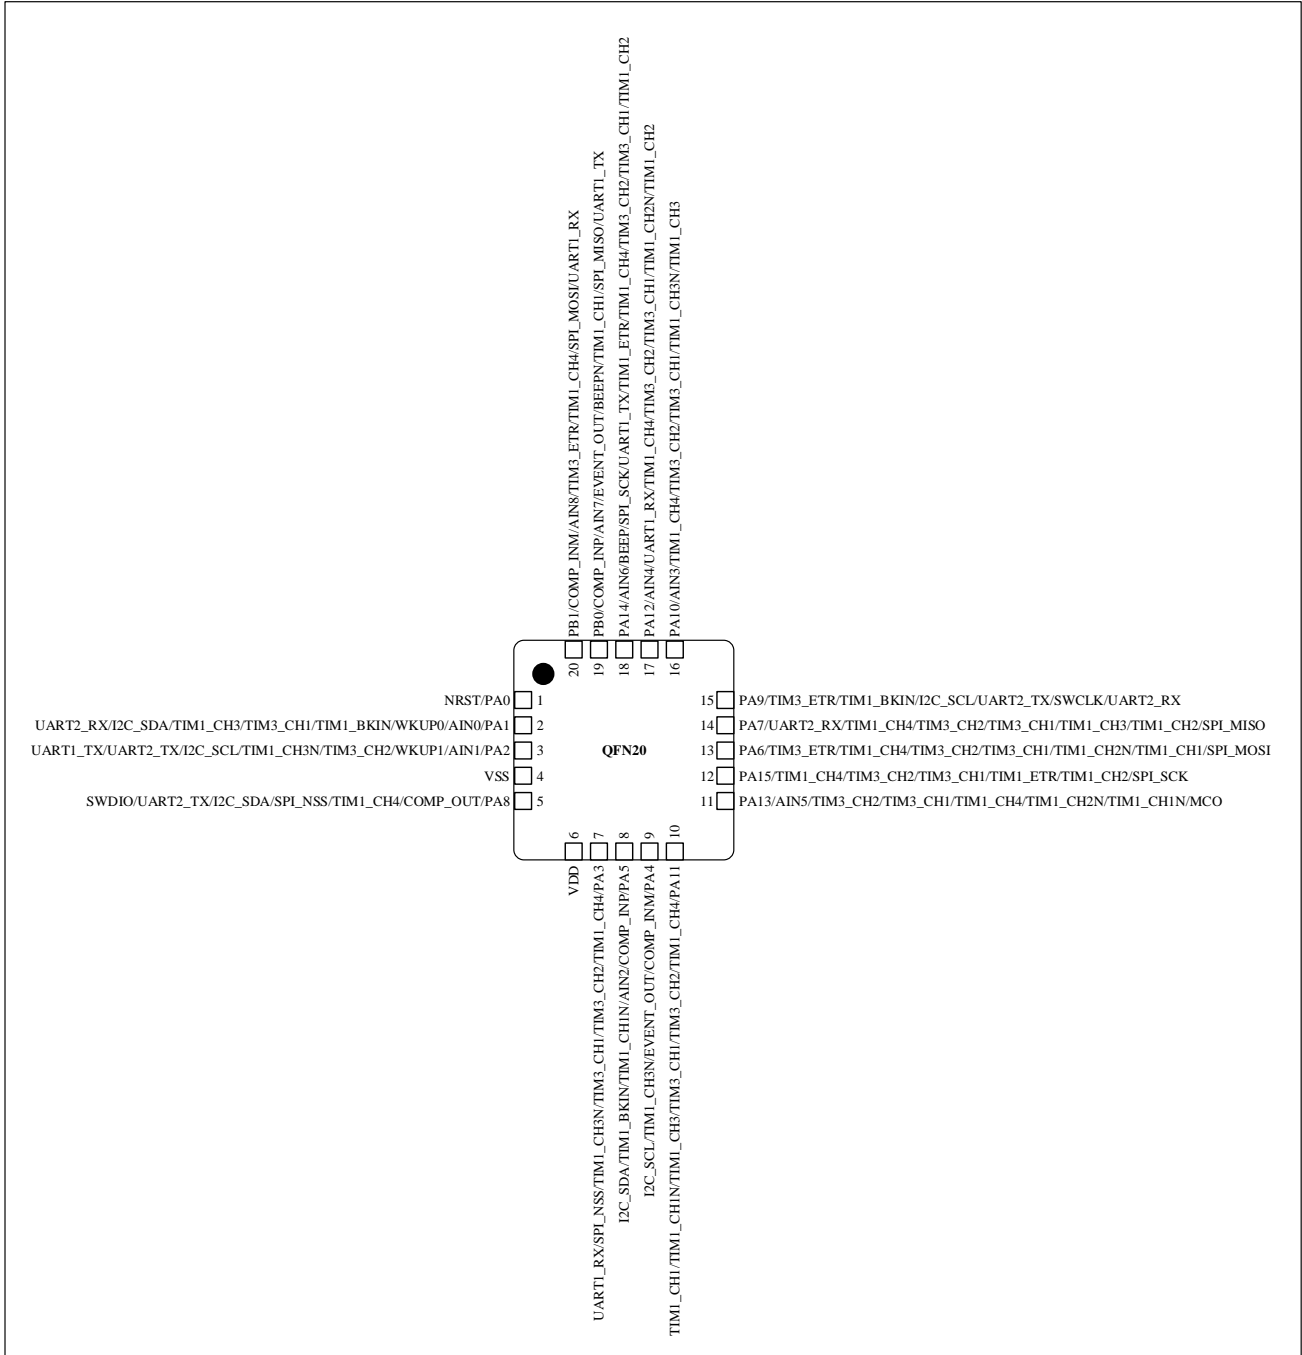 PB1/COMP_INM/AIN8/TIM3_ETR/TIM1_CH4/SPI_MOSI/UART1_RX
PB0/COMP_INP/AIN7/EVENT_OUT/BEEPN/TIM1_CH1/SPI_MISO/UART1_TX
PA14/AIN6/BEEP/SPI_SCK/UART1_TX/TIM1_ETR/TIM1_CH4/TIM3_CH2/TIM3_CH1/TIM1_CH2
PA12/AIN4/UART1_RX/TIM1_CH4/TIM3_CH2/TIM3_CH1/TIM1_CH2N/TIM1_CH2
PA10/AIN3/TIM1_CH4/TIM3_CH2/TIM3_CH1/TIM1_CH3N/TIM1_CH3
20
19
18
17
16
NRST/PA0 1
UART2_RX/I2C_SDA/TIM1_CH3/TIM3_CH1/TIM1_BKIN/WKUP0/AIN0/PA1 2
UART1_TX/UART2_TX/I2C_SCL/TIM1_CH3N/TIM3_CH2/WKUP1/AIN1/PA2 3
VSS 4
SWDIO/UART2_TX/I2C_SDA/SPI_NSS/TIM1_CH4/COMP_OUT/PA8 5
QFN20
15 PA9/TIM3_ETR/TIM1_BKIN/I2C_SCL/UART2_TX/SWCLK/UART2_RX
14 PA7/UART2_RX/TIM1_CH4/TIM3_CH2/TIM3_CH1/TIM1_CH3/TIM1_CH2/SPI_MISO
13 PA6/TIM3_ETR/TIM1_CH4/TIM3_CH2/TIM3_CH1/TIM1_CH2N/TIM1_CH1/SPI_MOSI
12 PA15/TIM1_CH4/TIM3_CH2/TIM3_CH1/TIM1_ETR/TIM1_CH2/SPI_SCK
11 PA13/AIN5/TIM3_CH2/TIM3_CH1/TIM1_CH4/TIM1_CH2N/TIM1_CH1N/MCO
6
7
8
9
10
VDD
UART1_RX/SPI_NSS/TIM1_CH3N/TIM3_CH1/TIM3_CH2/TIM1_CH4/PA3
I2C_SDA/TIM1_BKIN/TIM1_CH1N/AIN2/COMP_INP/PA5
I2C_SCL/TIM1_CH3N/EVENT_OUT/COMP_INM/PA4
TIM1_CH1/TIM1_CH1N/TIM1_CH3/TIM3_CH1/TIM3_CH2/TIM1_CH4/PA11